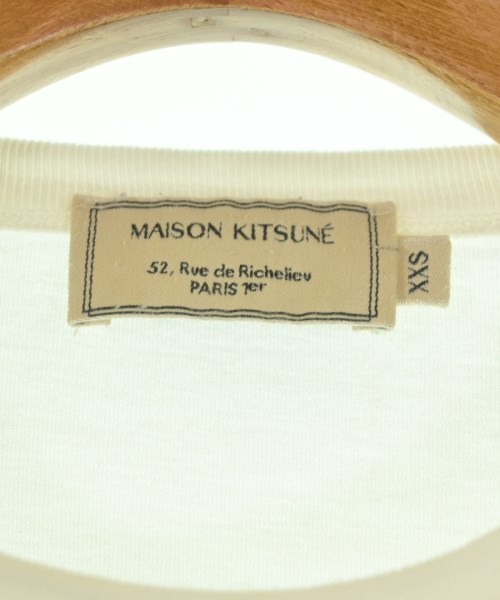 MAISON KITSUNÉ
52, Rue de Richelieu
PARIS 1er
XXS